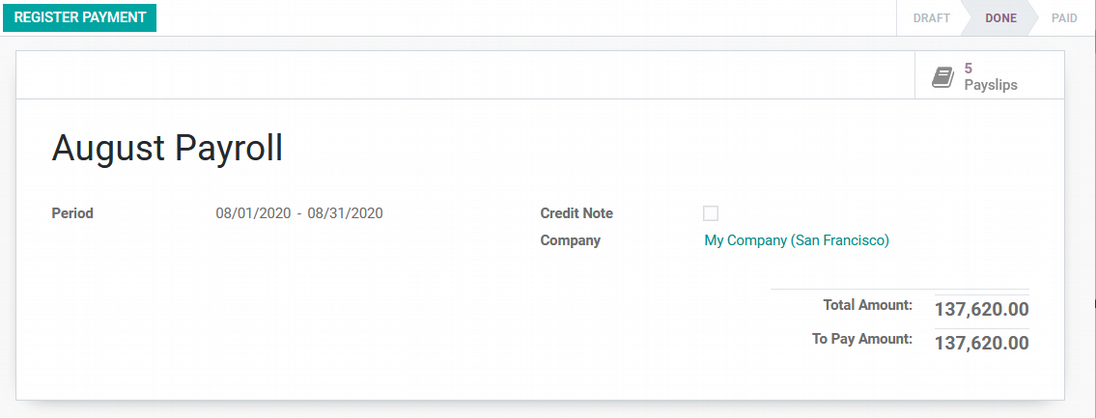 REGISTER PAYMENT
DRAFT DONE PAID
5
Payslips
August Payroll
Period 08/01/2020 - 08/31/2020 Credit Note
Company My Company (San Francisco)
Total Amount: 137,620.00
To Pay Amount: 137,620.00